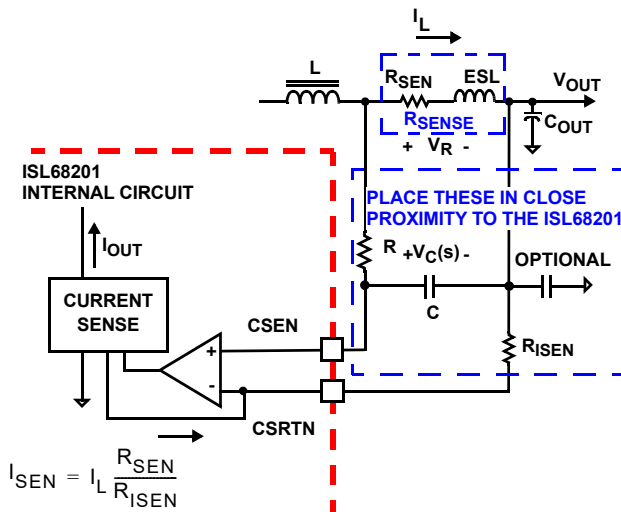 I_L
L
R_SEN ESL
V_OUT
R_SENSE
C_OUT
+ V_R -
ISL68201
INTERNAL CIRCUIT
PLACE THESE IN CLOSE
PROXIMITY TO THE ISL68201
I_OUT
R +V_C(s) -
OPTIONAL
CURRENT
SENSE
C
CSEN
+
R_ISEN
-
CSRTN
I_SEN = I_L R_SEN / R_ISEN